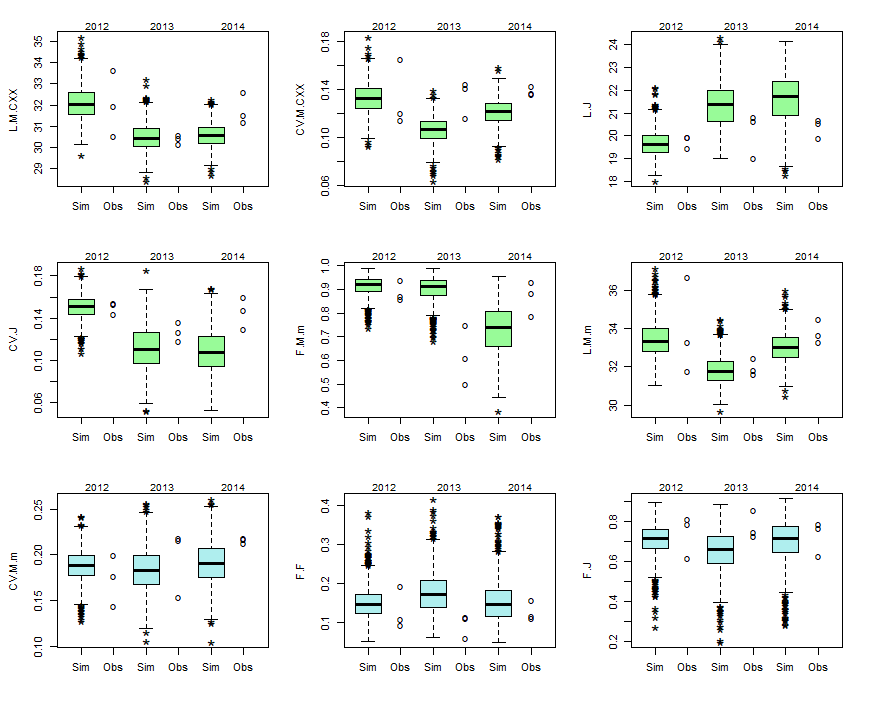 2012 2013 2014
L.M.CXX
35
34
33
32
31
30
29
Sim Obs Sim Obs Sim Obs
2012 2013 2014
CV.M.CXX
0.18
0.14
0.10
0.06
Sim Obs Sim Obs Sim Obs
2012 2013 2014
L.J
24
23
22
21
20
19
18
Sim Obs Sim Obs Sim Obs
2012 2013 2014
CV.J
0.18
0.14
0.10
0.06
Sim Obs Sim Obs Sim Obs
2012 2013 2014
F.M.m
1.0
0.9
0.8
0.7
0.6
0.5
0.4
Sim Obs Sim Obs Sim Obs
2012 2013 2014
L.M.m
36
34
32
30
Sim Obs Sim Obs Sim Obs
2012 2013 2014
CV.M.m
0.25
0.20
0.15
0.10
Sim Obs Sim Obs Sim Obs
2012 2013 2014
F.F
0.4
0.3
0.2
0.1
Sim Obs Sim Obs Sim Obs
2012 2013 2014
F.J
0.8
0.6
0.4
0.2
Sim Obs Sim Obs Sim Obs